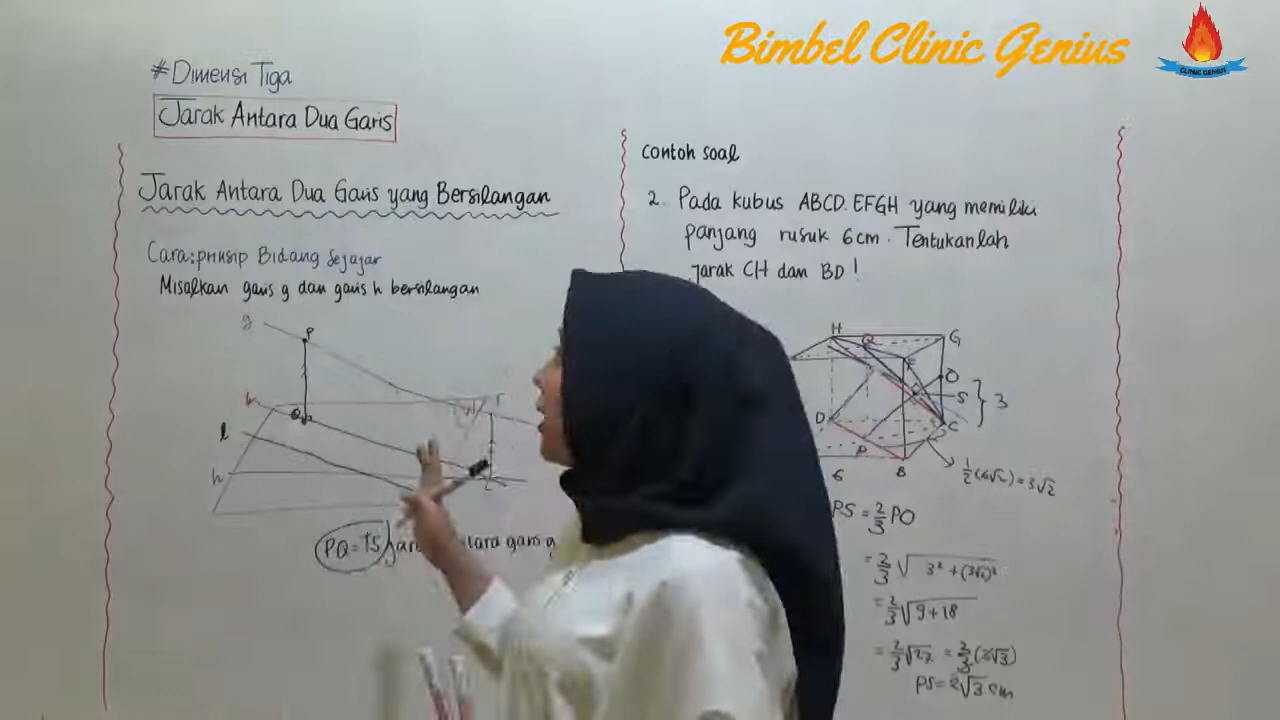 Bimbel Clinic Genius
CLINIC GENIUS
#Dimensi Tiga
Jarak Antara Dua Garis
Jarak Antara Dua Garis yang Bersilangan
Cara: prinsip Bidang Sejajar
Misalkan garis g dan garis h bersilangan
g
P
k
Q
T
l
h
PQ = TS
contoh soal
2. Pada kubus ABCD.EFGH yang memiliki
panjang rusuk 6cm. Tentukanlah
jarak CH dan BD!
H
G
F
O
S
} 3
D
C
P
B
6
½(6√2) = 3√2
PS = 2/3 PO
= 2/3 √3² + (3√2)²
= 2/3 √9+18
= 2/3 √27 = 2/3 (3√3)
PS = 2√3 cm